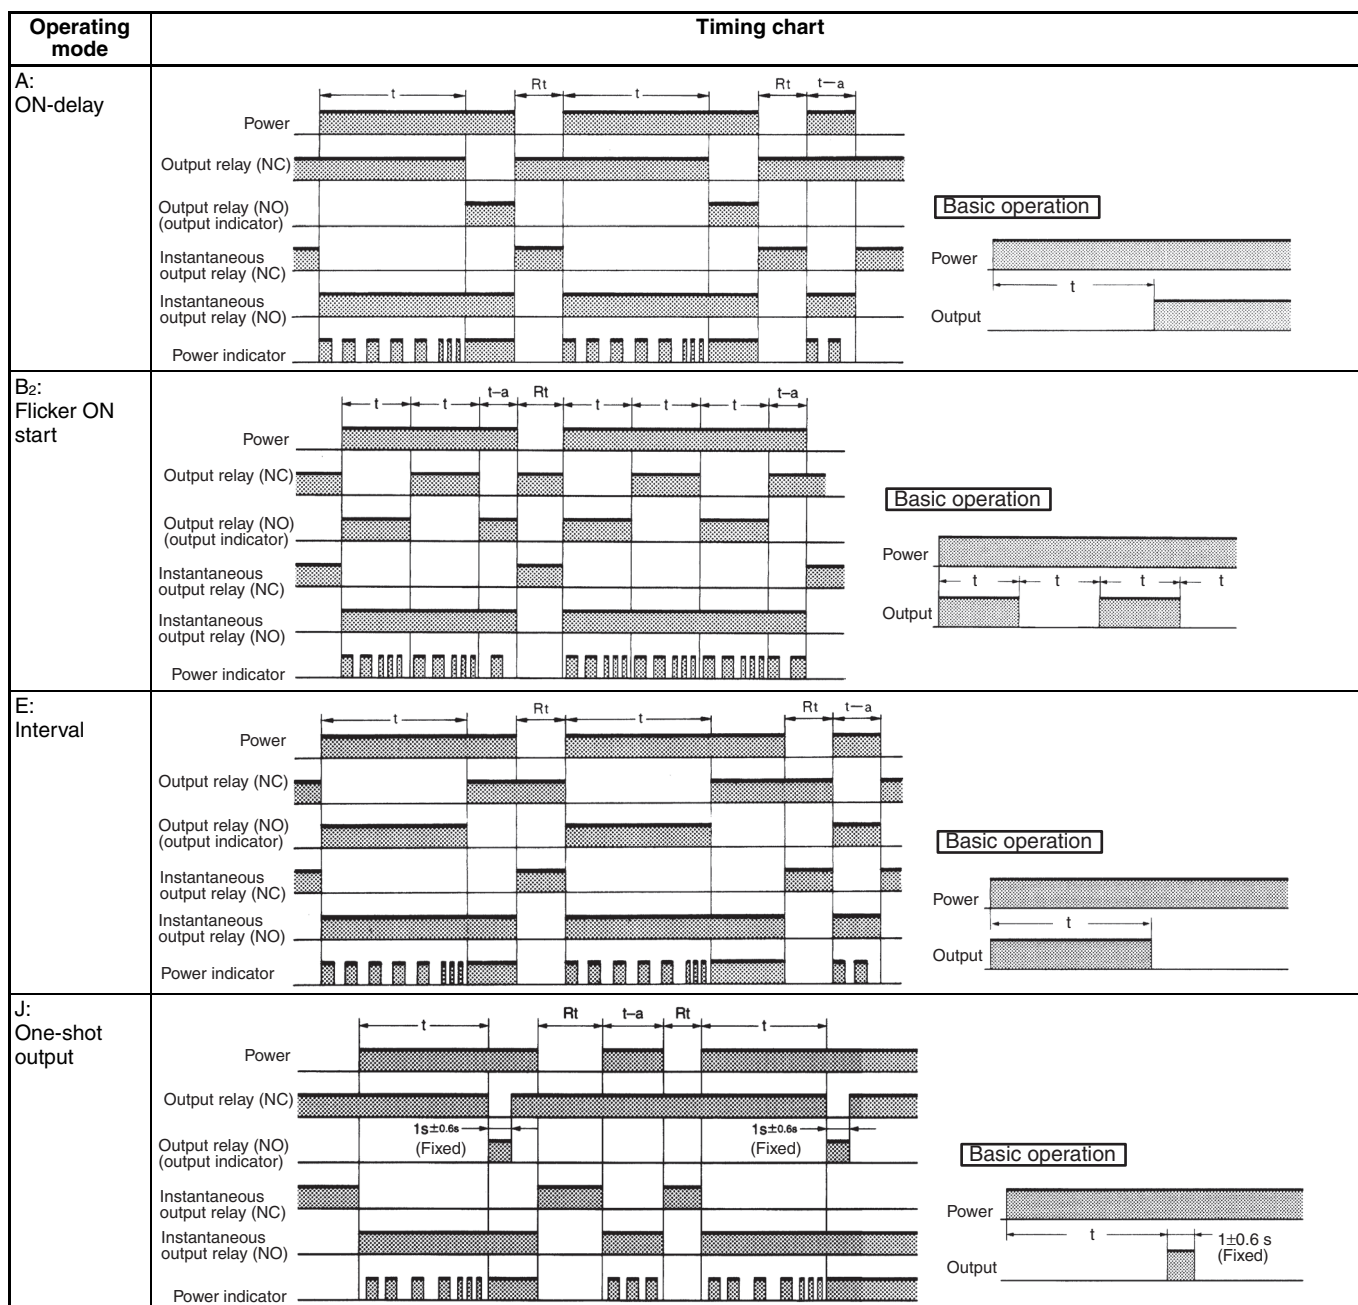 Operating
mode
Timing chart
A:
ON-delay
t
Rt
t
Rt
t–a
Power
Output relay (NC)
Output relay (NO)
(output indicator)
Instantaneous
output relay (NC)
Instantaneous
output relay (NO)
Power indicator
Basic operation
Power
t
Output
B2:
Flicker ON
start
t
t
t–a
Rt
t
t
t
t–a
Power
Output relay (NC)
Output relay (NO)
(output indicator)
Instantaneous
output relay (NC)
Instantaneous
output relay (NO)
Power indicator
Basic operation
Power
t
t
t
t
Output
E:
Interval
t
Rt
t
Rt
t–a
Power
Output relay (NC)
Output relay (NO)
(output indicator)
Instantaneous
output relay (NC)
Instantaneous
output relay (NO)
Power indicator
Basic operation
Power
t
Output
J:
One-shot
output
t
Rt
t–a
Rt
t
Power
Output relay (NC)
1s±0.6s
(Fixed)
1s±0.6s
(Fixed)
Output relay (NO)
(output indicator)
Instantaneous
output relay (NC)
Instantaneous
output relay (NO)
Power indicator
Basic operation
Power
t
1±0.6 s
(Fixed)
Output